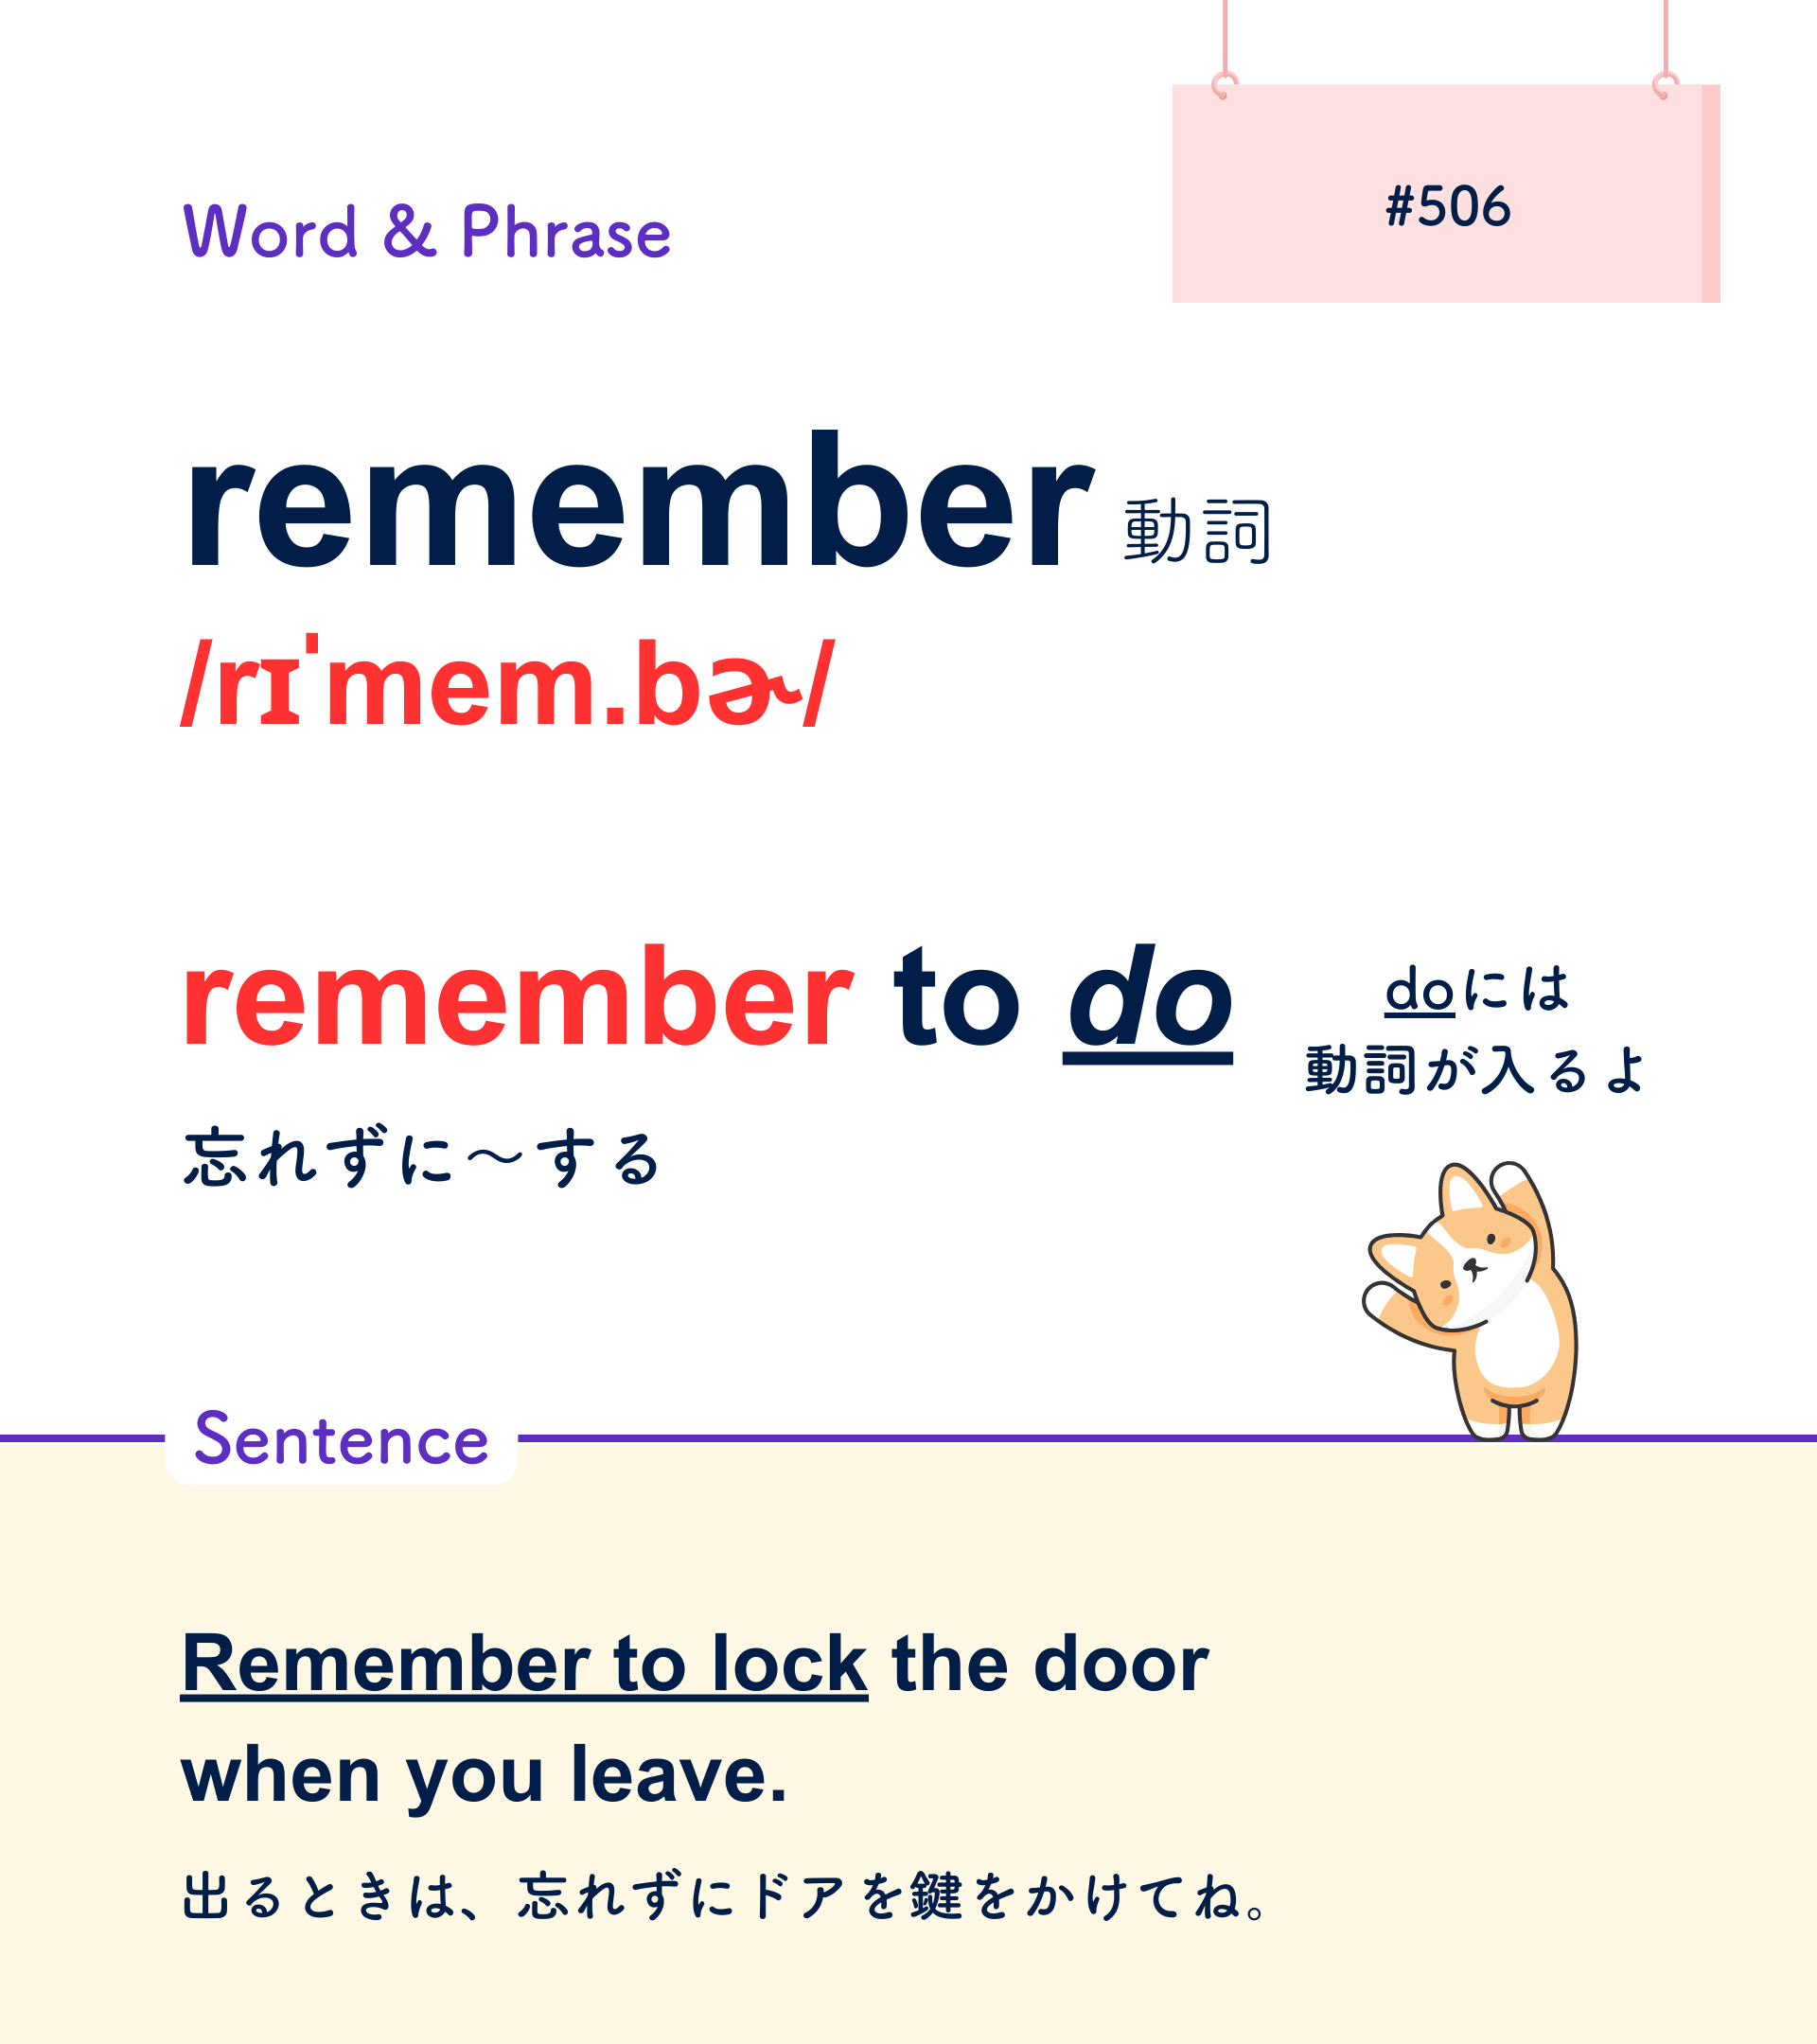 Word & Phrase
#506
remember 動詞
/rɪˈmem.bɚ/
remember to do
doには
動詞が入るよ
忘れずに〜する
Sentence
Remember to lock the door
when you leave.
出るときは、忘れずにドアを鍵をかけてね。